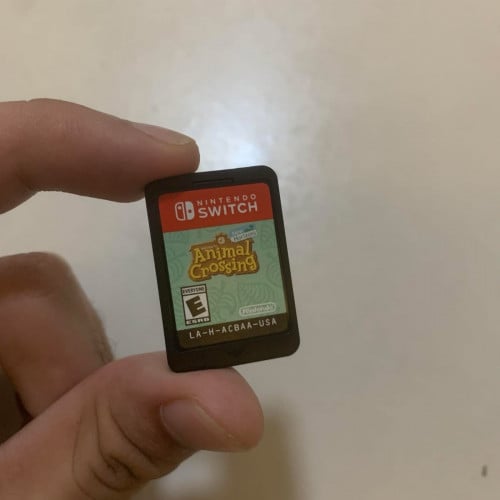 NINTENDO
SWITCH
Animal
Crossing
EVERYONE
E
ESRB
Nintendo
LA-H-ACBAA-USA